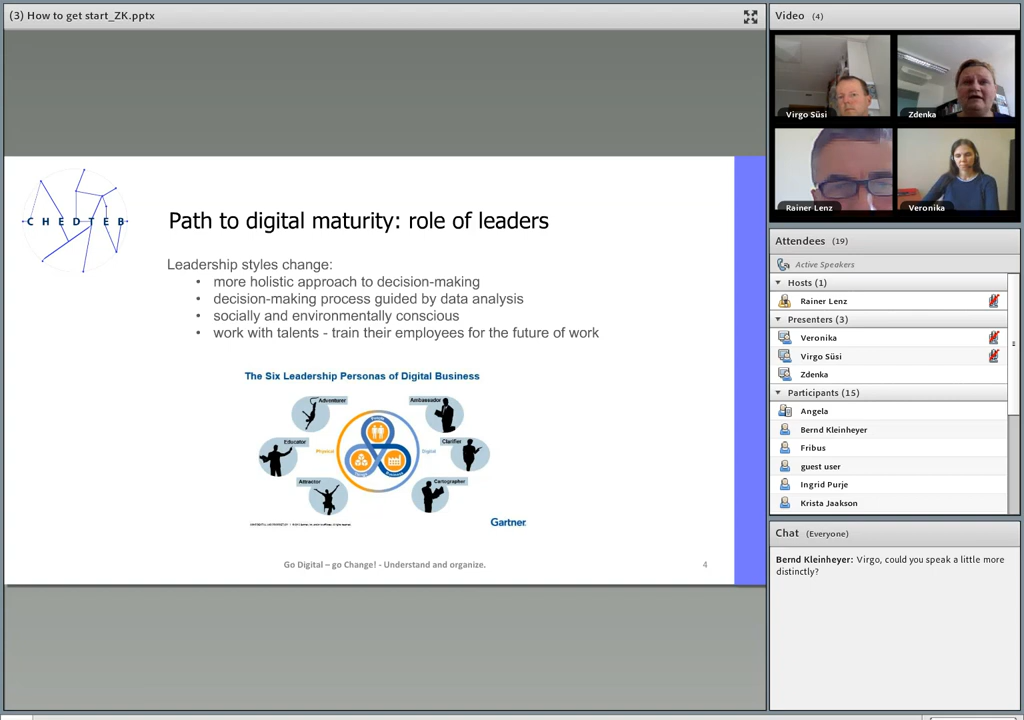 (3) How to get start_ZK.pptx
CHEDTEB
Path to digital maturity: role of leaders
Leadership styles change:
• more holistic approach to decision-making
• decision-making process guided by data analysis
• socially and environmentally conscious
• work with talents - train their employees for the future of work
The Six Leadership Personas of Digital Business
Adventurer
Ambassador
Educator
Physical
Digital
Clarifier
Attractor
Cartographer
Gartner
Go Digital – go Change! - Understand and organize.
4
Video (4)
Virgo Süsi
Zdenka
Rainer Lenz
Veronika
Attendees (19)
Active Speakers
Hosts (1)
Rainer Lenz
Presenters (3)
Veronika
Virgo Süsi
Zdenka
Participants (15)
Angela
Bernd Kleinheyer
Fribus
guest user
Ingrid Purje
Krista Jaakson
Chat (Everyone)
Bernd Kleinheyer: Virgo, could you speak a little more
distinctly?